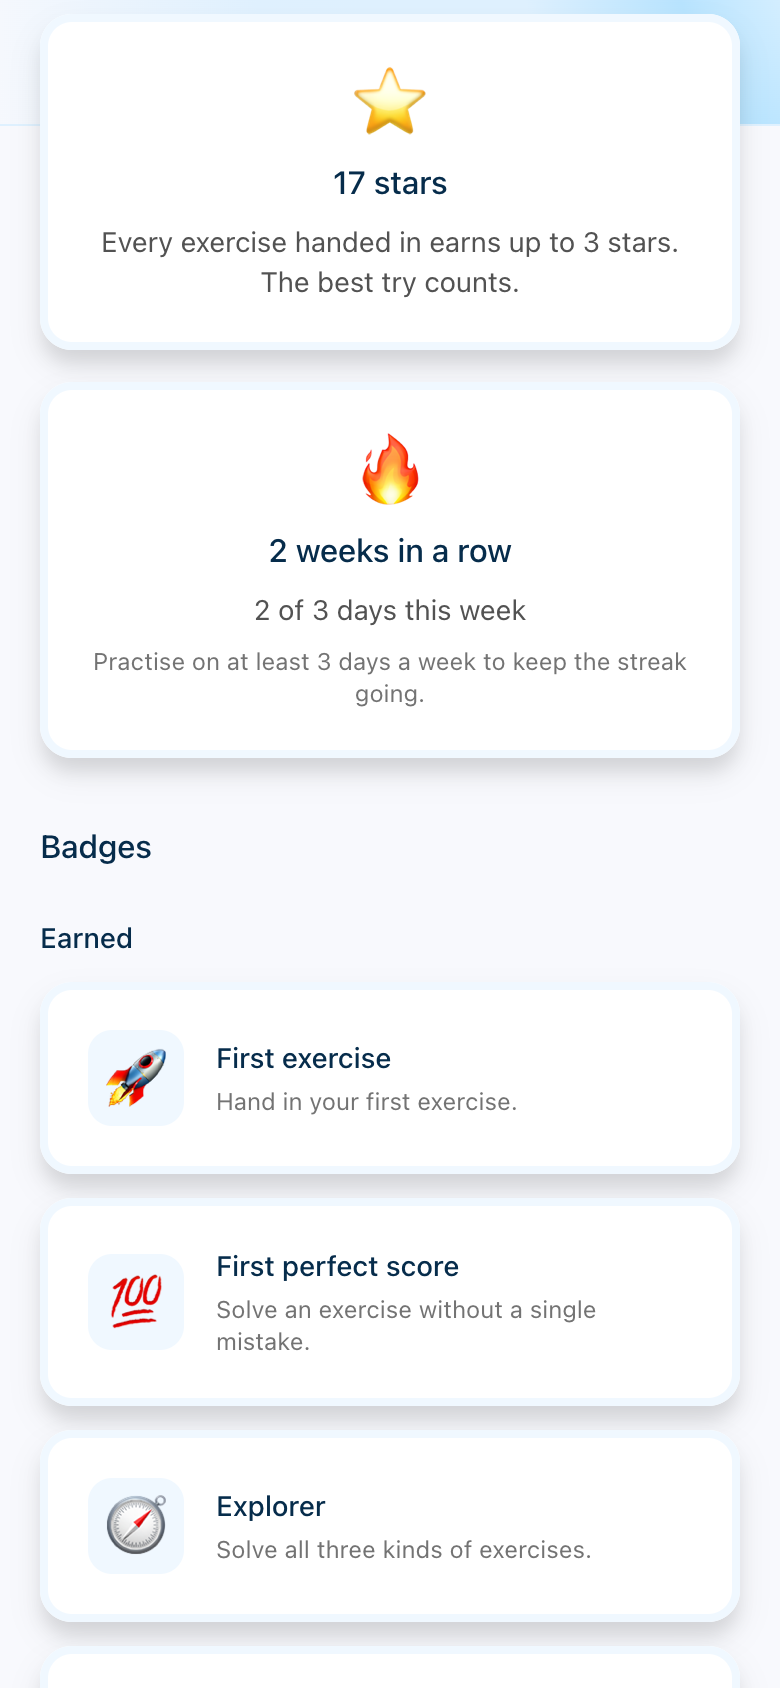 17 stars
Every exercise handed in earns up to 3 stars.
The best try counts.
2 weeks in a row
2 of 3 days this week
Practise on at least 3 days a week to keep the streak
going.
Badges
Earned
First exercise
Hand in your first exercise.
100
First perfect score
Solve an exercise without a single
mistake.
Explorer
Solve all three kinds of exercises.